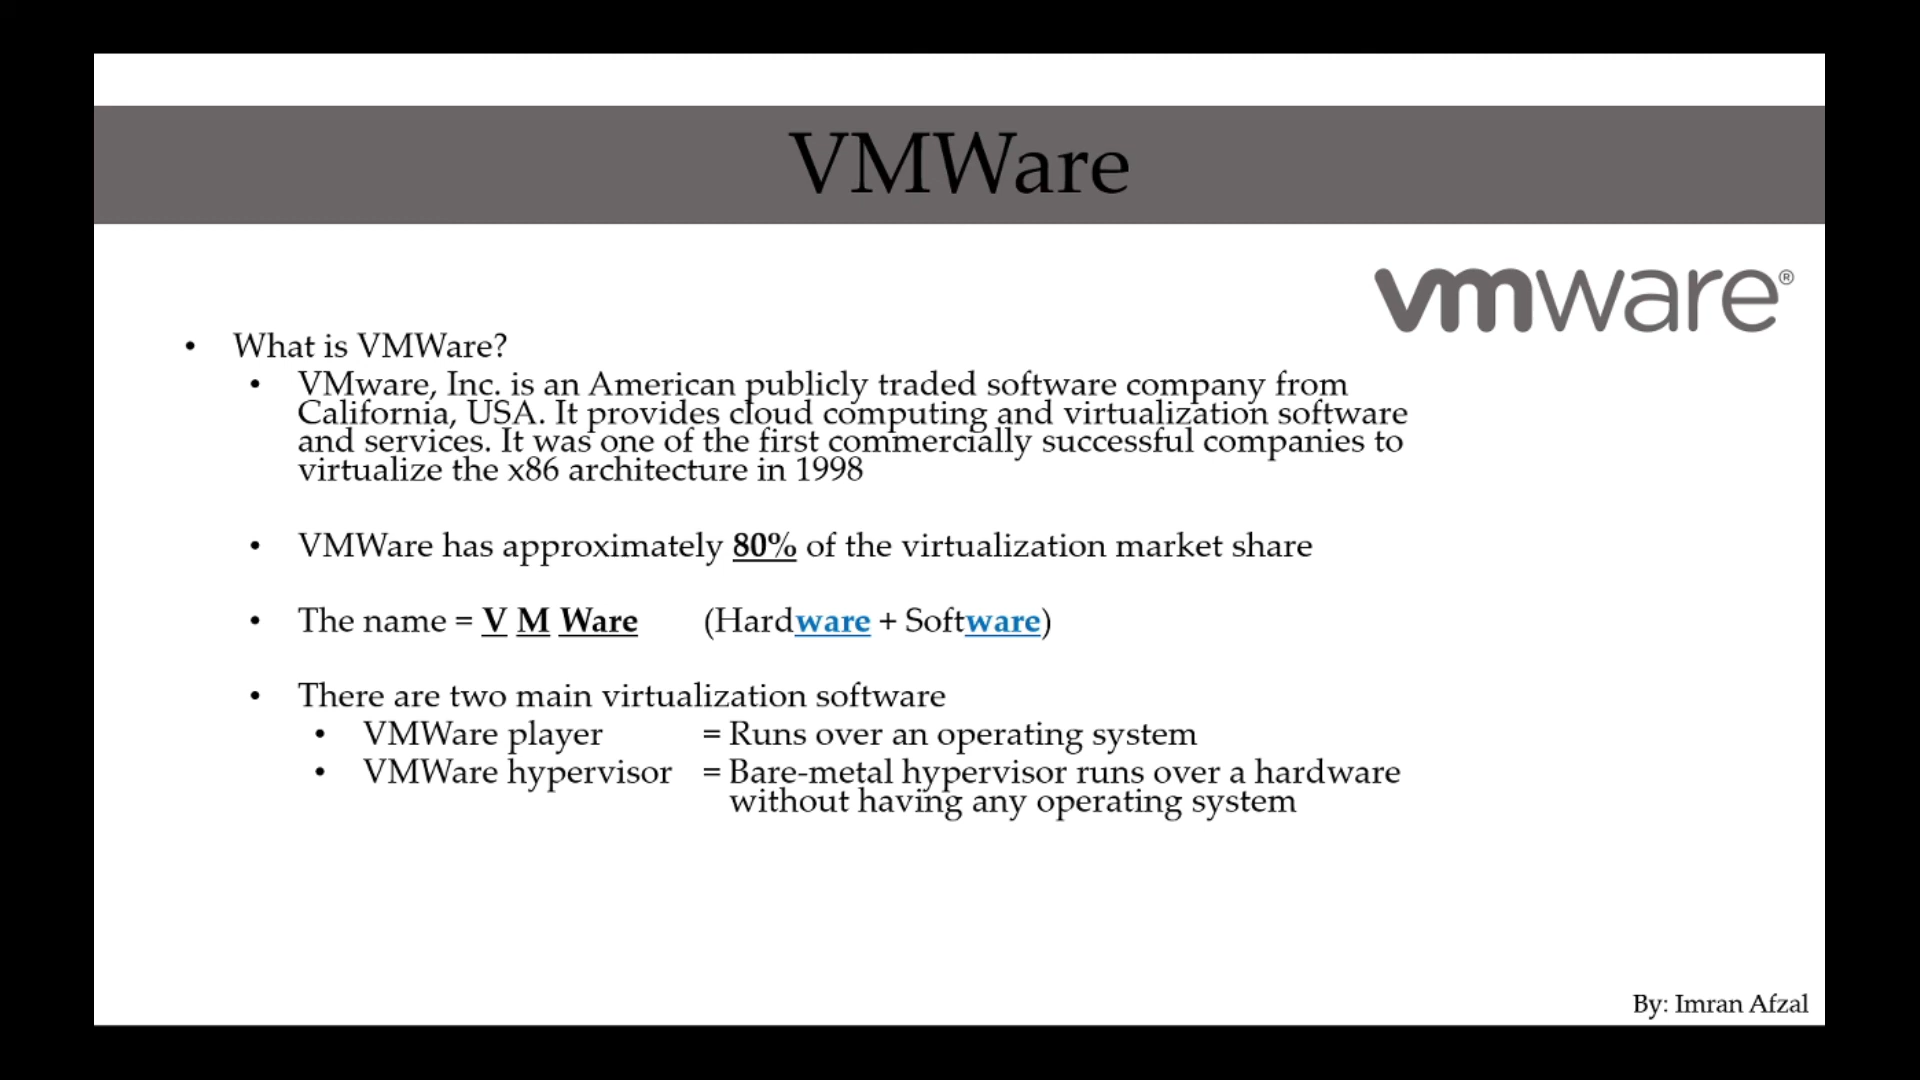 VMWare
vmware®
• What is VMWare?
• VMware, Inc. is an American publicly traded software company from
California, USA. It provides cloud computing and virtualization software
and services. It was one of the first commercially successful companies to
virtualize the x86 architecture in 1998
• VMWare has approximately 80% of the virtualization market share
• The name = V M Ware (Hardware + Software)
• There are two main virtualization software
• VMWare player = Runs over an operating system
• VMWare hypervisor = Bare-metal hypervisor runs over a hardware
without having any operating system
By: Imran Afzal